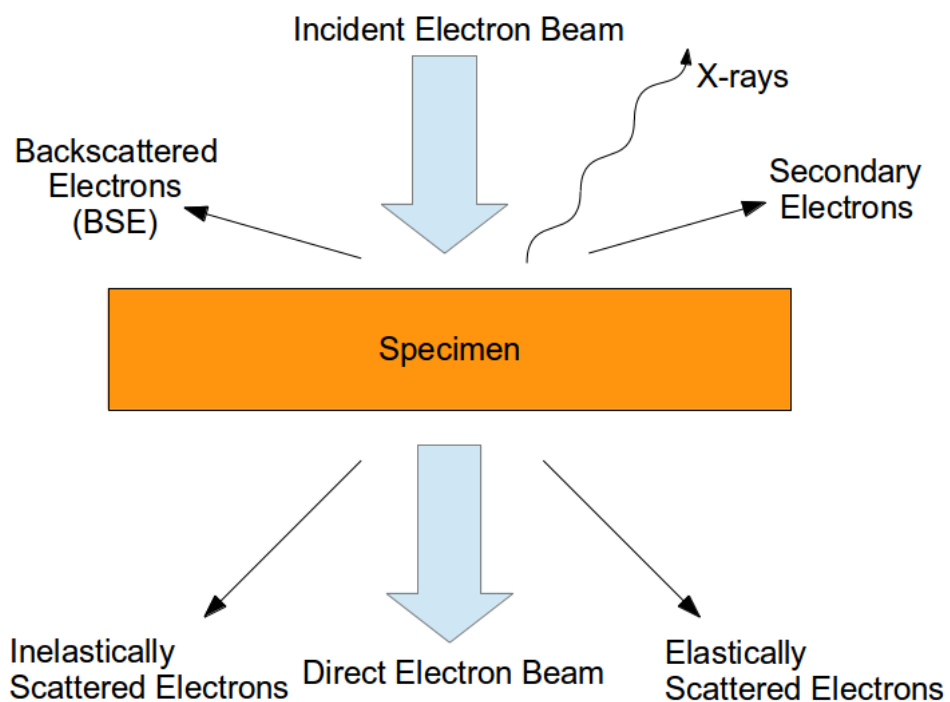 Incident Electron Beam
X-rays
Backscattered
Electrons
(BSE)
Secondary
Electrons
Specimen
Inelastically
Scattered Electrons
Direct Electron Beam
Elastically
Scattered Electrons